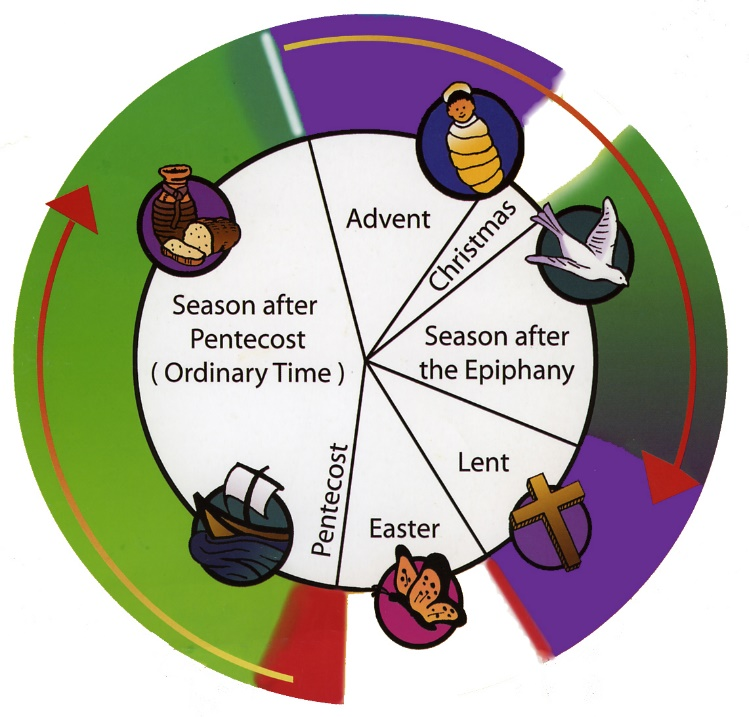 Advent
Christmas
Season after
the Epiphany
Lent
Easter
Pentecost
Season after
Pentecost
( Ordinary Time )